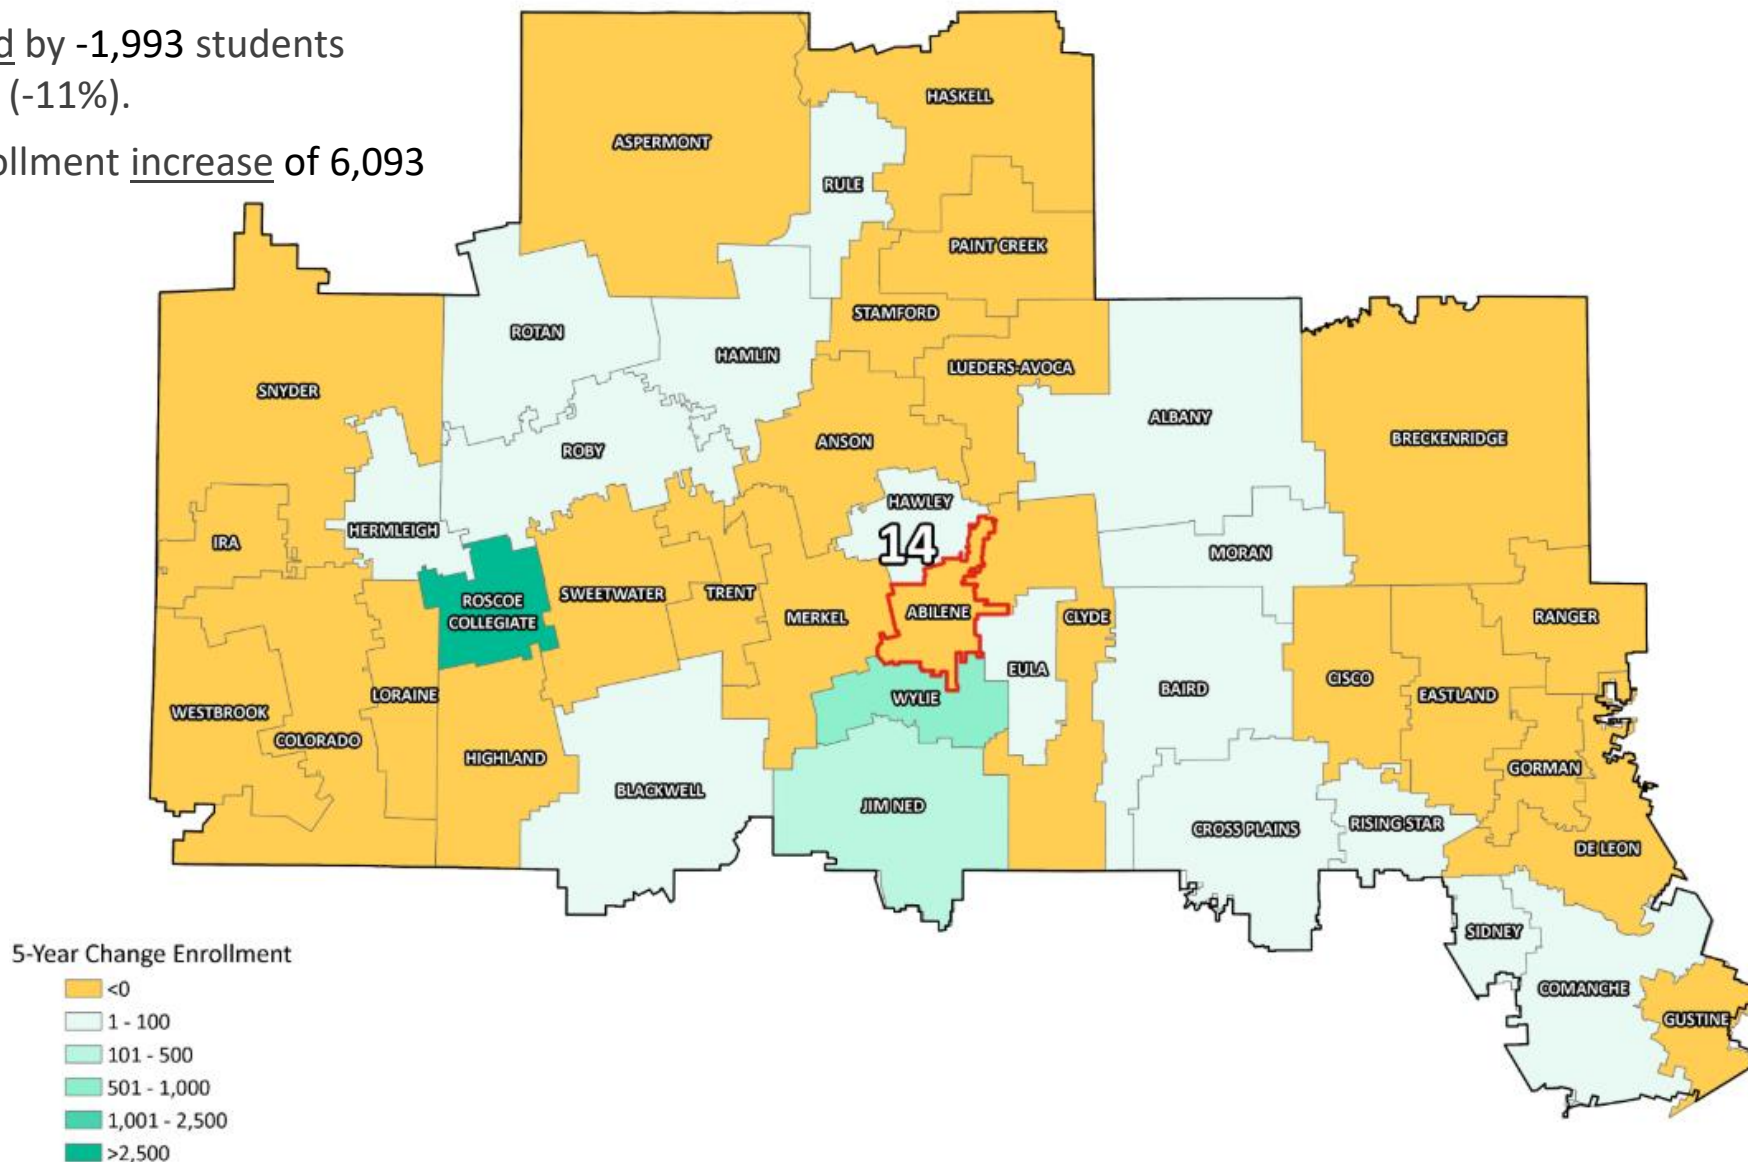 d by -1,993 students
(-11%).
ollment increase of 6,093
HASKELL
ASPERMONT
RULE
PAINT CREEK
STAMFORD
ROTAN
HAMLIN
LUEDERS-AVOCA
SNYDER
ALBANY
BRECKENRIDGE
ANSON
ROBY
HAWLEY
14
HERMLEIGH
IRA
MORAN
SWEETWATER
TRENT
ROSCOE
COLLEGIATE
ABILENE
MERKEL
CLYDE
RANGER
EULA
CISCO
BAIRD
LORAINE
EASTLAND
WYLIE
WESTBROOK
COLORADO
HIGHLAND
GORMAN
BLACKWELL
JIM NED
CROSS PLAINS
RISING STAR
DE LEON
SIDNEY
COMANCHE
GUSTINE
5-Year Change Enrollment
<0
1 - 100
101 - 500
501 - 1,000
1,001 - 2,500
>2,500